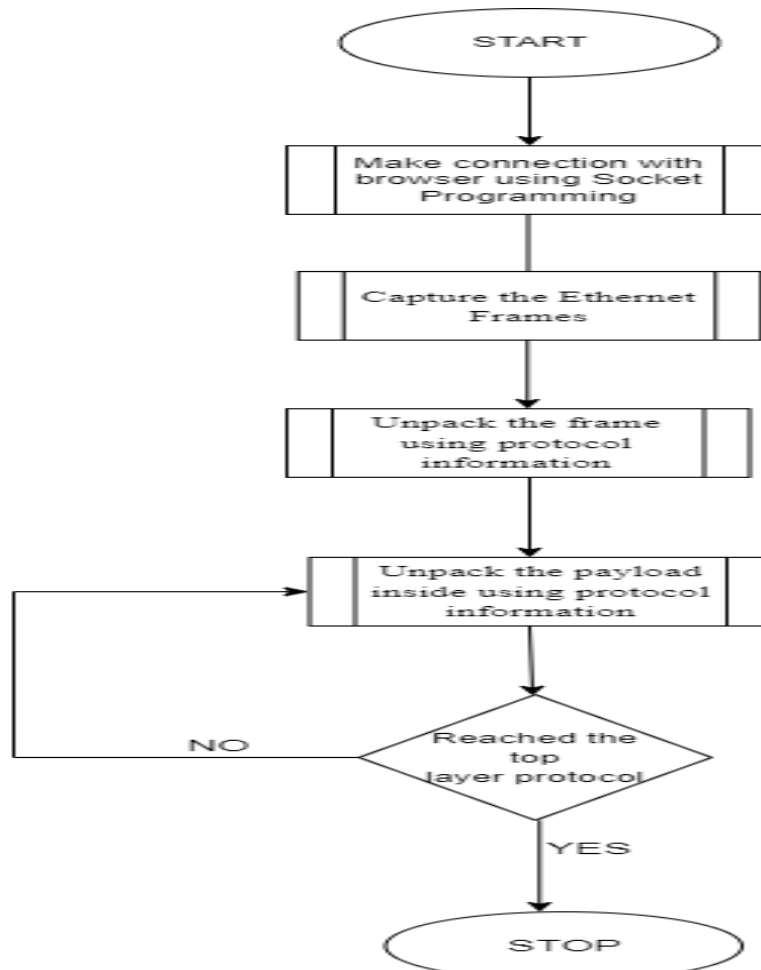 START
Make connection with
browser using Socket
Programming
Capture the Ethernet
Frames
Unpack the frame
using protocol
information
Unpack the payload
inside using protocol
information
Reached the
top
layer protocol
NO
YES
STOP